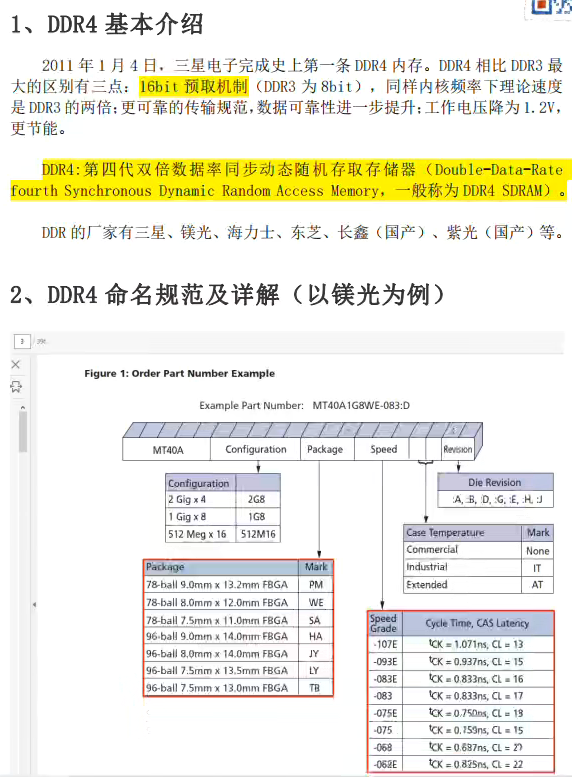 1、DDR4 基本介绍
2011 年 1 月 4 日，三星电子完成史上第一条 DDR4 内存。DDR4 相比 DDR3 最
大的区别有三点：16bit 预取机制（DDR3 为 8bit），同样内核频率下理论速度
是 DDR3 的两倍；更可靠的传输规范，数据可靠性进一步提升；工作电压降为 1.2V，
更节能。
DDR4:第四代双倍数据率同步动态随机存取存储器（Double-Data-Rate
fourth Synchronous Dynamic Random Access Memory，一般称为 DDR4 SDRAM）。
DDR 的厂家有三星、镁光、海力士、东芝、长鑫（国产）、紫光（国产）等。
2、DDR4 命名规范及详解（以镁光为例）
3
Figure 1: Order Part Number Example
Example Part Number: MT40A1G8WE-083:D
MT40A Configuration Package Speed Revision
Configuration
2 Gig x 4 2G8
1 Gig x 8 1G8
512 Meg x 16 512M16
Die Revision
:A, :B, :D, :G, :E, :H, :J
Case Temperature Mark
Commercial None
Industrial IT
Extended AT
Package Mark
78-ball 9.0mm x 13.2mm FBGA PM
78-ball 8.0mm x 12.0mm FBGA WE
78-ball 7.5mm x 11.0mm FBGA SA
96-ball 9.0mm x 14.0mm FBGA HA
96-ball 8.0mm x 14.0mm FBGA JY
96-ball 7.5mm x 13.5mm FBGA LY
96-ball 7.5mm x 13.0mm FBGA TB
Speed Grade Cycle Time, CAS Latency
-107E tCK = 1.071ns, CL = 13
-093E tCK = 0.937ns, CL = 15
-083E tCK = 0.833ns, CL = 16
-083 tCK = 0.833ns, CL = 17
-075E tCK = 0.750ns, CL =
-075 tCK = CL =
-068 tCK = CL =
-062E tCK = CL = 22